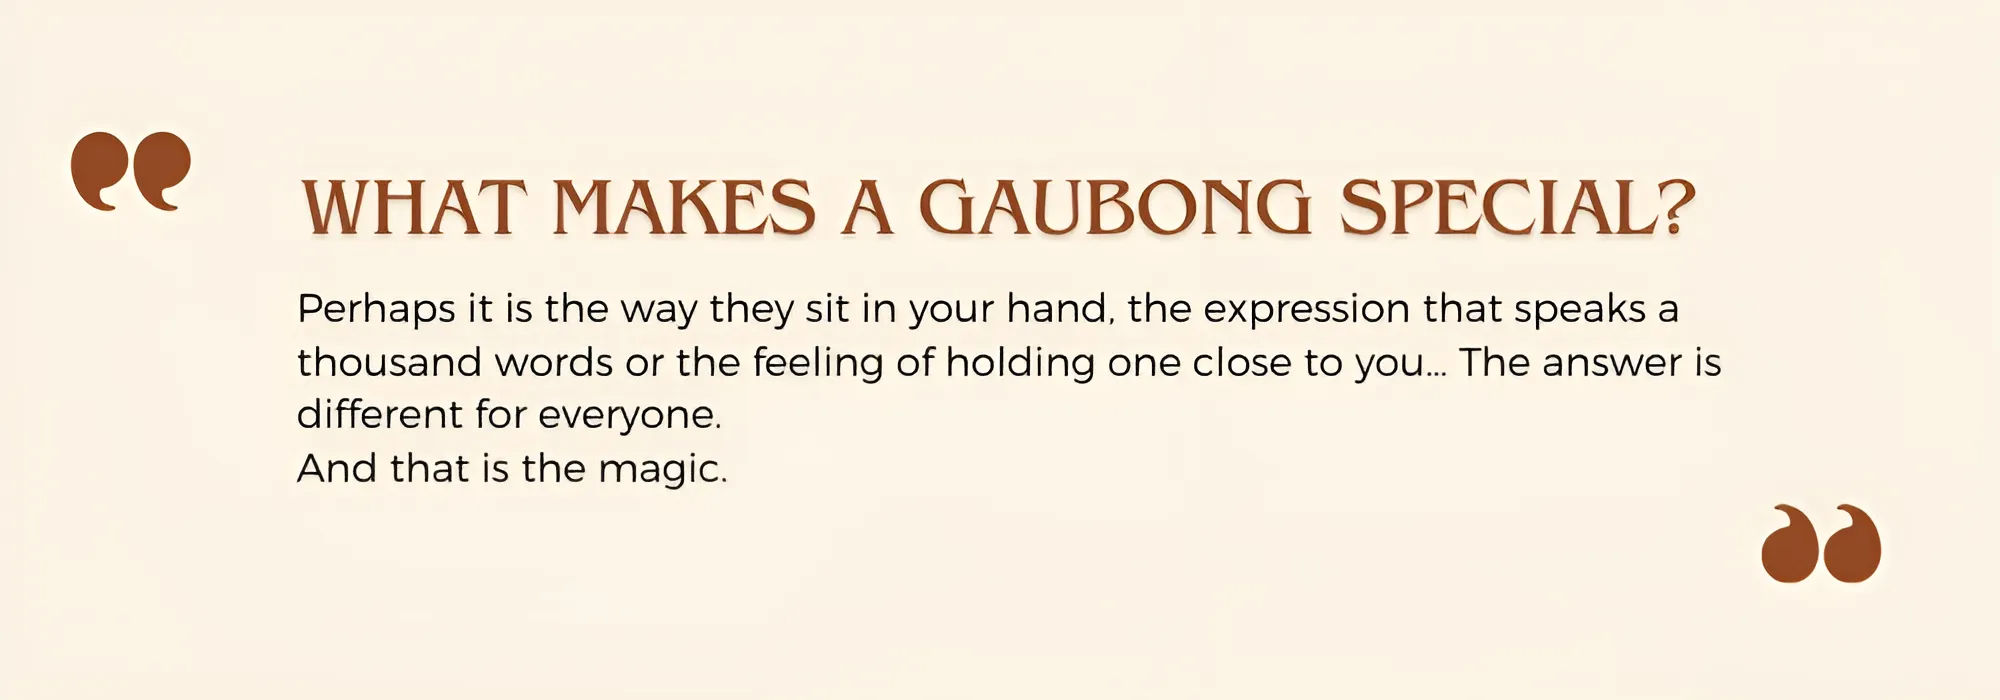 WHAT MAKES A GAUBONG SPECIAL?
Perhaps it is the way they sit in your hand, the expression that speaks a
thousand words or the feeling of holding one close to you... The answer is
different for everyone.
And that is the magic.